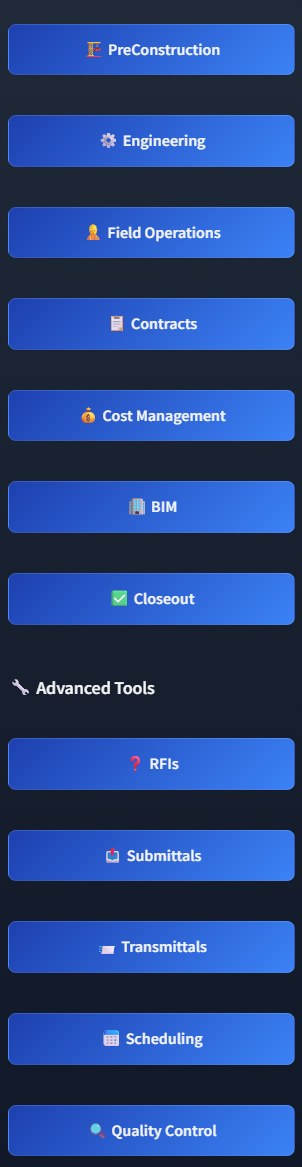 PreConstruction
Engineering
Field Operations
Contracts
Cost Management
BIM
Closeout
Advanced Tools
RFIs
Submittals
Transmittals
Scheduling
Quality Control